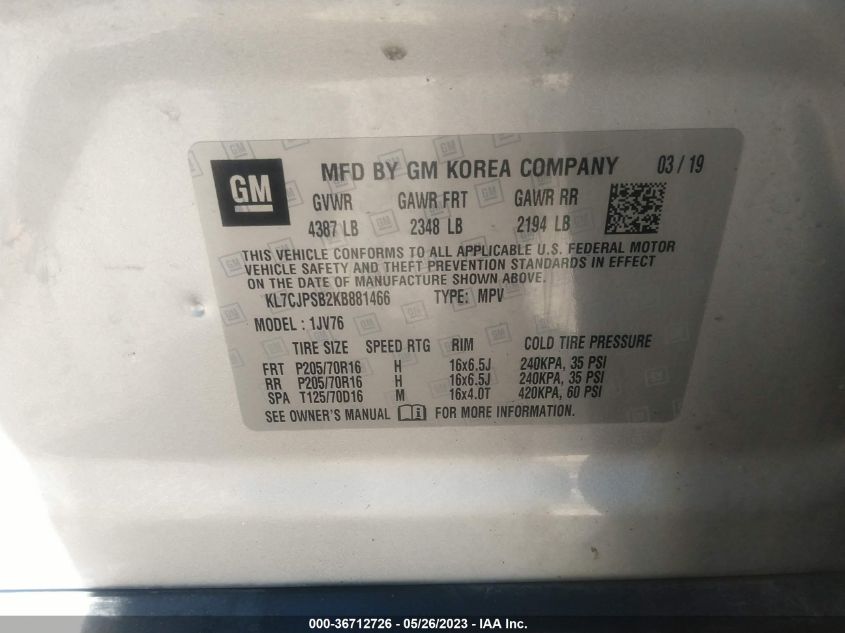 GM MFD BY GM KOREA COMPANY 03 / 19
GVWR GAWR FRT GAWR RR
4387 LB 2348 LB 2194 LB
THIS VEHICLE CONFORMS TO ALL APPLICABLE U.S. FEDERAL MOTOR
VEHICLE SAFETY AND THEFT PREVENTION STANDARDS IN EFFECT
ON THE DATE OF MANUFACTURE SHOWN ABOVE.
KL7CJPSB2KB881466 TYPE: MPV
MODEL : 1JV76
TIRE SIZE SPEED RTG RIM COLD TIRE PRESSURE
FRT P205/70R16 H 16x6.5J 240KPA, 35 PSI
RR P205/70R16 H 16x6.5J 240KPA, 35 PSI
SPA T125/70D16 M 16x4.0T 420KPA, 60 PSI
SEE OWNER'S MANUAL FOR MORE INFORMATION.
000-36712726 - 05/26/2023 - IAA Inc.